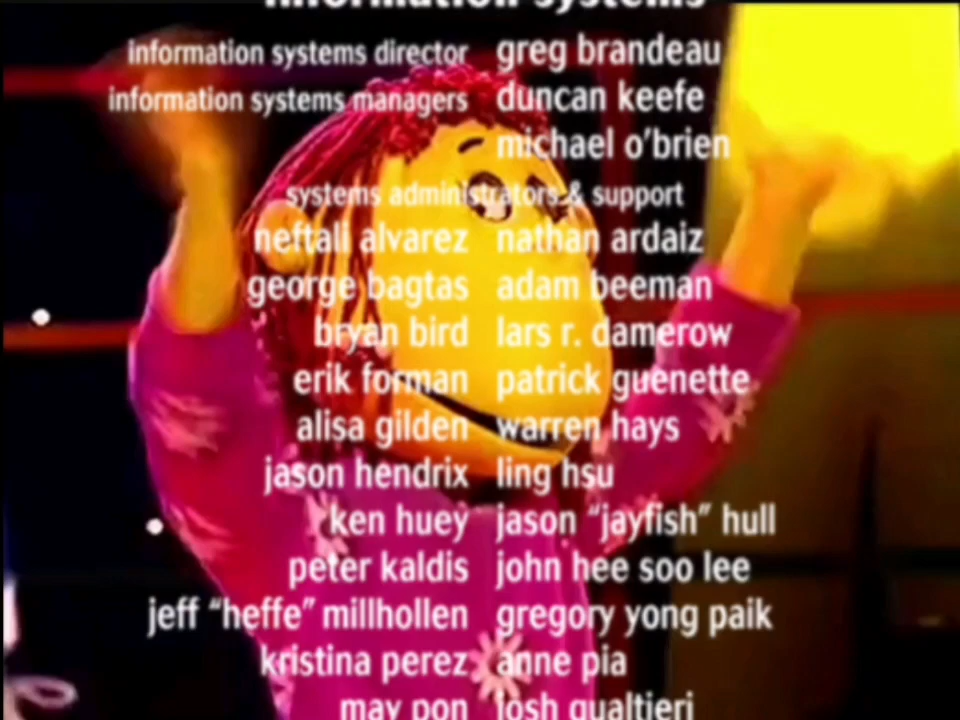 information systems
information systems director greg brandeau
information systems managers duncan keefe
michael o'brien
systems administrators & support
neftali alvarez nathan ardaiz
george bagtas adam beeman
bryan bird lars r. damerow
erik forman patrick guenette
alisa gilden warren hays
jason hendrix ling hsu
ken huey jason "jayfish" hull
peter kaldis john hee soo lee
jeff "heffe" millhollen gregory yong paik
kristina perez anne pia
may pon josh qualtieri